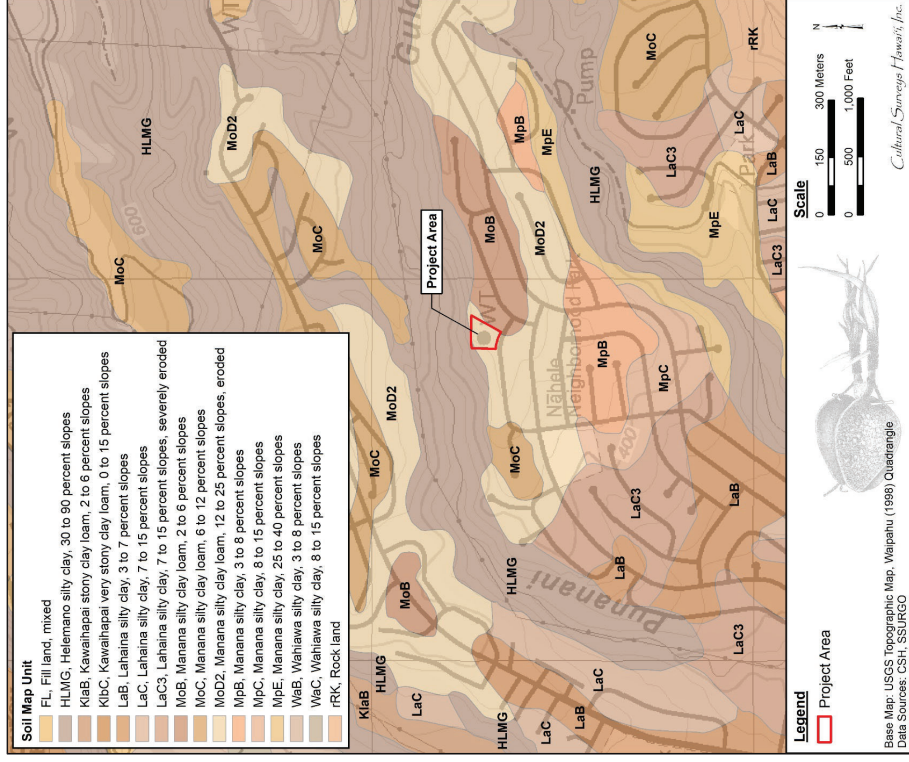 Soil Map Unit
FL, Fill land, mixed
HLMG, Helemano silty clay, 30 to 90 percent slopes
KlaB, Kawaihapai stony clay loam, 2 to 6 percent slopes
KlbC, Kawaihapai very stony clay loam, 0 to 15 percent slopes
LaB, Lahaina silty clay, 3 to 7 percent slopes
LaC, Lahaina silty clay, 7 to 15 percent slopes
LaC3, Lahaina silty clay, 7 to 15 percent slopes, severely eroded
MoB, Manana silty clay loam, 2 to 6 percent slopes
MoC, Manana silty clay loam, 6 to 12 percent slopes
MoD2, Manana silty clay loam, 12 to 25 percent slopes, eroded
MpB, Manana silty clay, 3 to 8 percent slopes
MpC, Manana silty clay, 8 to 15 percent slopes
MpE, Manana silty clay, 25 to 40 percent slopes
WaB, Wahiawa silty clay, 3 to 8 percent slopes
WaC, Wahiawa silty clay, 8 to 15 percent slopes
rRK, Rock land
MoC
600
HLMG
WT
MoD2
MoC
MoD2
MoC
MoB
KlaB
HLMG
LaC
Project Area
WT
MoB
MoD2
MpB
MpE
Pump
HLMG
MoC
rRK
LaC3
LaC
Park
LaB
LaC
LaC3
MpE
Nāhele
Neighborhood Park
MpB
MpC
400
MoC
LaC3
LaB
LaB
HLMG
Punanani
LaC3
HLMG
LaC
LaB
LaC
Legend
Project Area
Base Map: USGS Topographic Map, Waipahu (1998) Quadrangle
Data Sources: CSH, SSURGO
Scale
0 150 300 Meters
0 500 1,000 Feet
N
Cultural Surveys Hawai‘i, Inc.